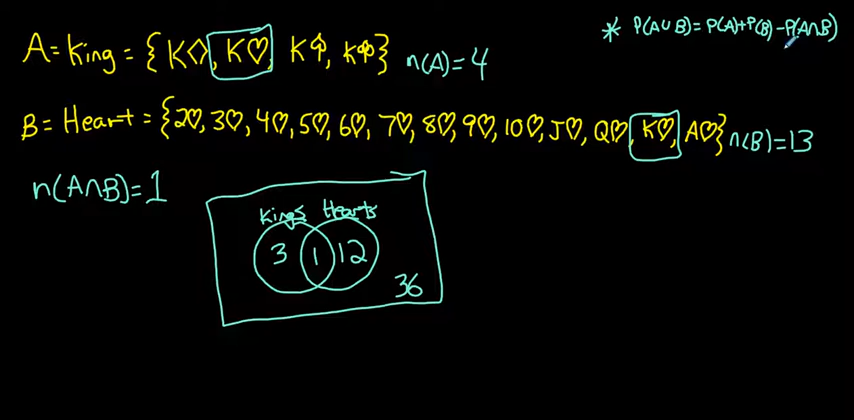 * P(A∪B)=P(A)+P(B)-P(A∩B)
A=King={K♢, K♡, K♧, K♤} n(A)=4
B=Heart={2♡, 3♡, 4♡, 5♡, 6♡, 7♡, 8♡, 9♡, 10♡, J♡, Q♡, K♡, A♡} n(B)=13
n(A∩B)=1
Kings Hearts
3 1 12
36